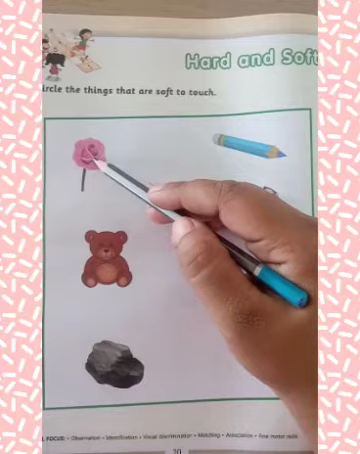 Hard and Soft
ircle the things that are soft to touch.
L FOCUS: • Observation • Identification • Visual discrimination • Matching • Association • Fine motor skills
20